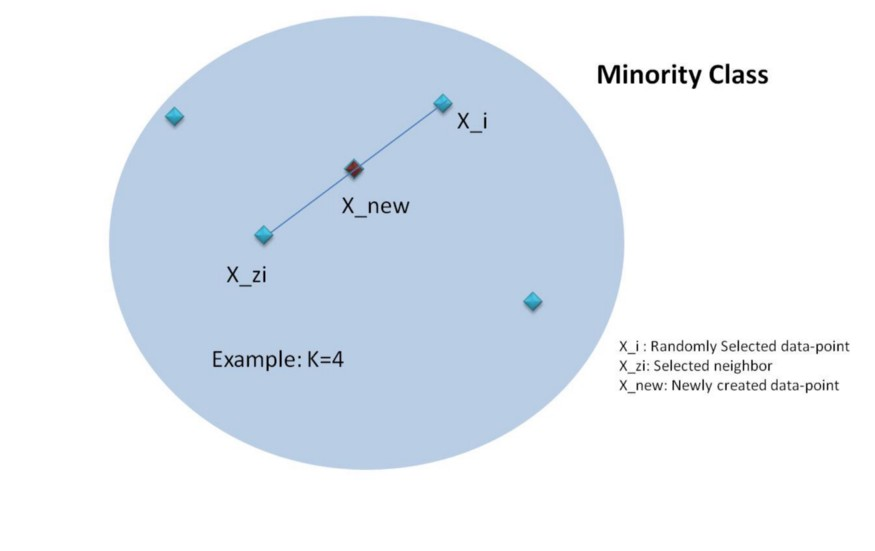 Minority Class
X_i
X_new
X_zi
Example: K=4
X_i : Randomly Selected data-point
X_zi: Selected neighbor
X_new: Newly created data-point